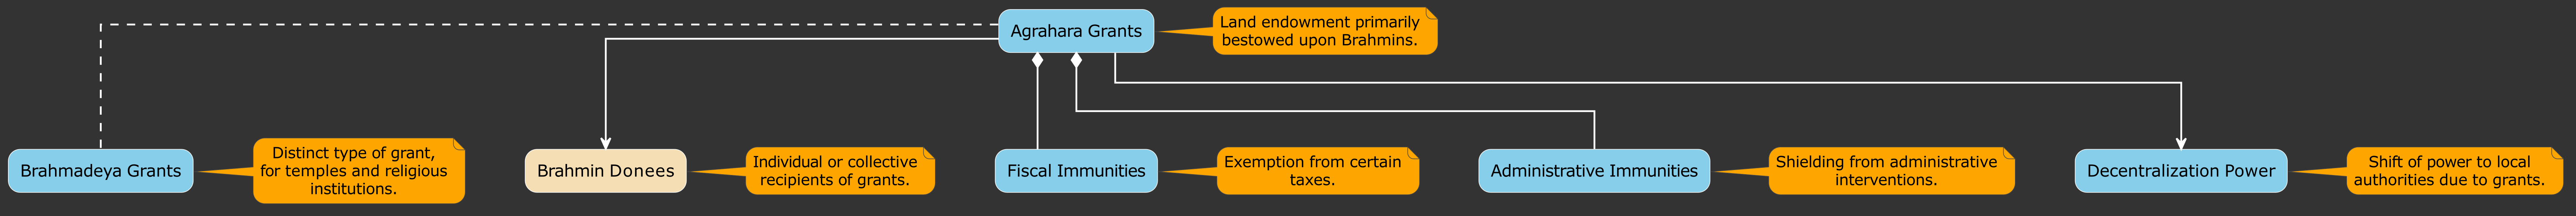 Agrahara Grants
Land endowment primarily
bestowed upon Brahmins.
Brahmadeya Grants
Distinct type of grant,
for temples and religious
institutions.
Brahmin Donees
Individual or collective
recipients of grants.
Fiscal Immunities
Exemption from certain
taxes.
Administrative Immunities
Shielding from administrative
interventions.
Decentralization Power
Shift of power to local
authorities due to grants.